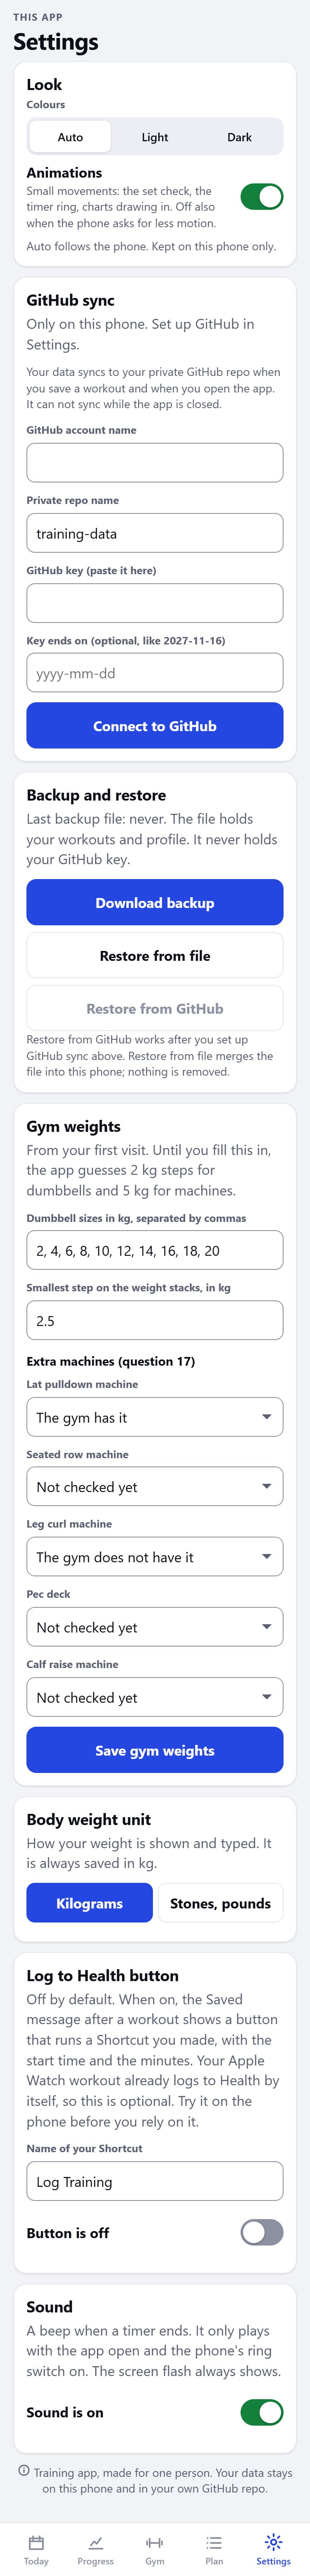 THIS APP
Settings
Look
Colours
Auto
Light
Dark
Animations
Small movements: the set check, the
timer ring, charts drawing in. Off also
when the phone asks for less motion.
Auto follows the phone. Kept on this phone only.
GitHub sync
Only on this phone. Set up GitHub in
Settings.
Your data syncs to your private GitHub repo when
you save a workout and when you open the app.
It can not sync while the app is closed.
GitHub account name
Private repo name
training-data
GitHub key (paste it here)
Key ends on (optional, like 2027-11-16)
yyyy-mm-dd
Connect to GitHub
Backup and restore
Last backup file: never. The file holds
your workouts and profile. It never holds
your GitHub key.
Download backup
Restore from file
Restore from GitHub
Restore from GitHub works after you set up
GitHub sync above. Restore from file merges the
file into this phone; nothing is removed.
Gym weights
From your first visit. Until you fill this in,
the app guesses 2 kg steps for
dumbbells and 5 kg for machines.
Dumbbell sizes in kg, separated by commas
2, 4, 6, 8, 10, 12, 14, 16, 18, 20
Smallest step on the weight stacks, in kg
2.5
Extra machines (question 17)
Lat pulldown machine
The gym has it
Seated row machine
Not checked yet
Leg curl machine
The gym does not have it
Pec deck
Not checked yet
Calf raise machine
Not checked yet
Save gym weights
Body weight unit
How your weight is shown and typed. It
is always saved in kg.
Kilograms
Stones, pounds
Log to Health button
Off by default. When on, the Saved
message after a workout shows a button
that runs a Shortcut you made, with the
start time and the minutes. Your Apple
Watch workout already logs to Health by
itself, so this is optional. Try it on the
phone before you rely on it.
Name of your Shortcut
Log Training
Button is off
Sound
A beep when a timer ends. It only plays
with the app open and the phone's ring
switch on. The screen flash always shows.
Sound is on
Training app, made for one person. Your data stays
on this phone and in your own GitHub repo.
Today
Progress
Gym
Plan
Settings